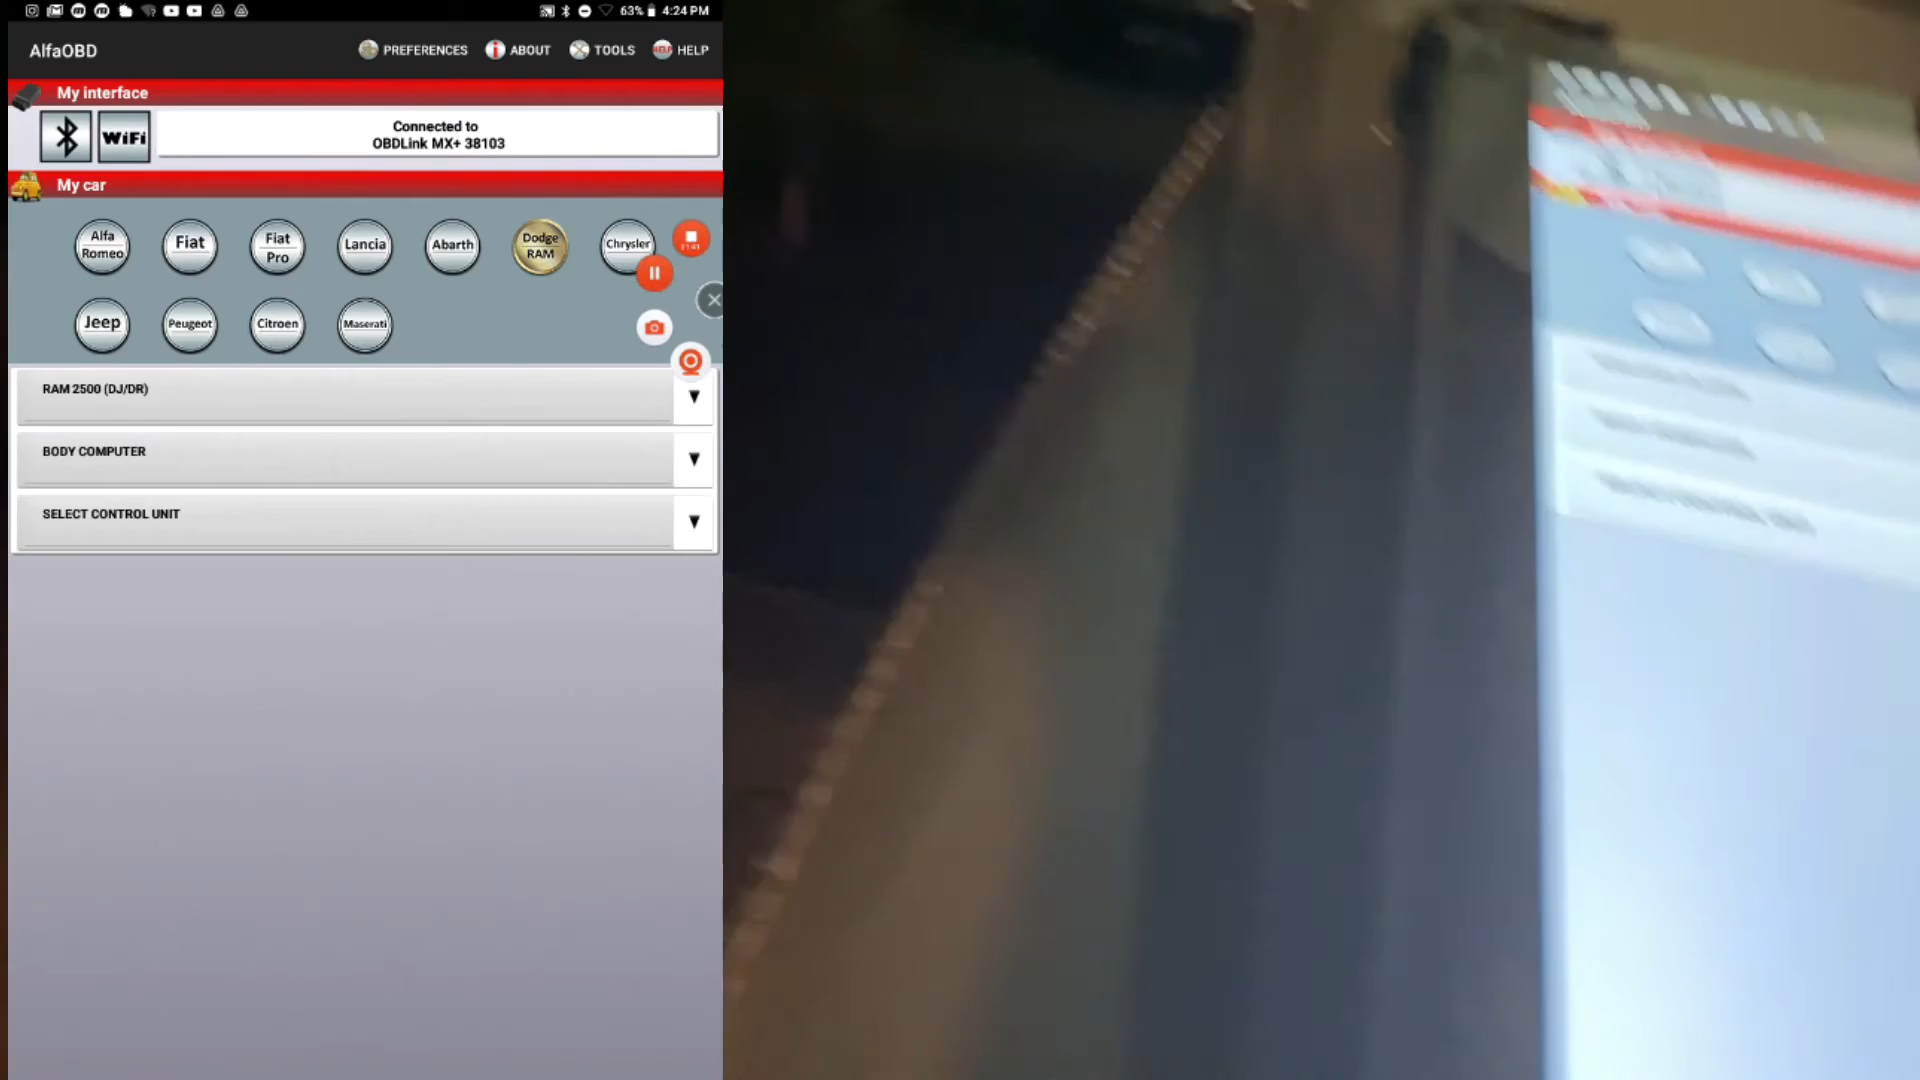 63% 4:24 PM
AlfaOBD
PREFERENCES ABOUT TOOLS HELP HELP
My interface
WiFi
Connected to
OBDLink MX+ 38103
My car
Alfa Romeo
Fiat
Fiat Pro
Lancia
Abarth
Dodge RAM
Chrysler
Jeep
Peugeot
Citroen
Maserati
RAM 2500 (DJ/DR)
BODY COMPUTER
SELECT CONTROL UNIT